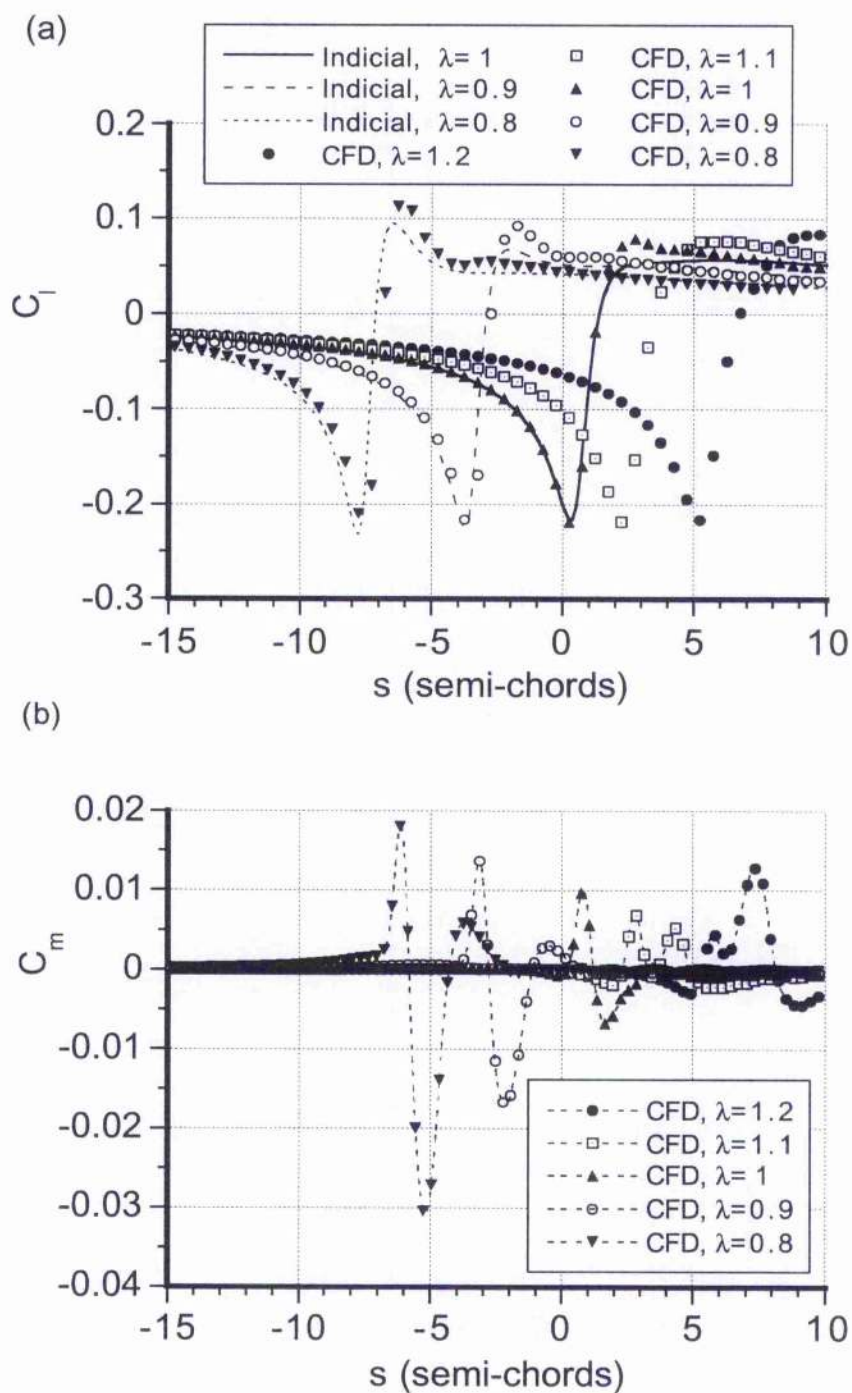 (a)
Indicial, λ=1
Indicial, λ=0.9
Indicial, λ=0.8
CFD, λ=1.2
CFD, λ=1.1
CFD, λ=1
CFD, λ=0.9
CFD, λ=0.8
0.2
0.1
0
-0.1
-0.2
-0.3
C_l
-15
-10
-5
0
5
10
s (semi-chords)
(b)
0.02
0.01
0
-0.01
-0.02
-0.03
-0.04
C_m
CFD, λ=1.2
CFD, λ=1.1
CFD, λ=1
CFD, λ=0.9
CFD, λ=0.8
-15
-10
-5
0
5
10
s (semi-chords)